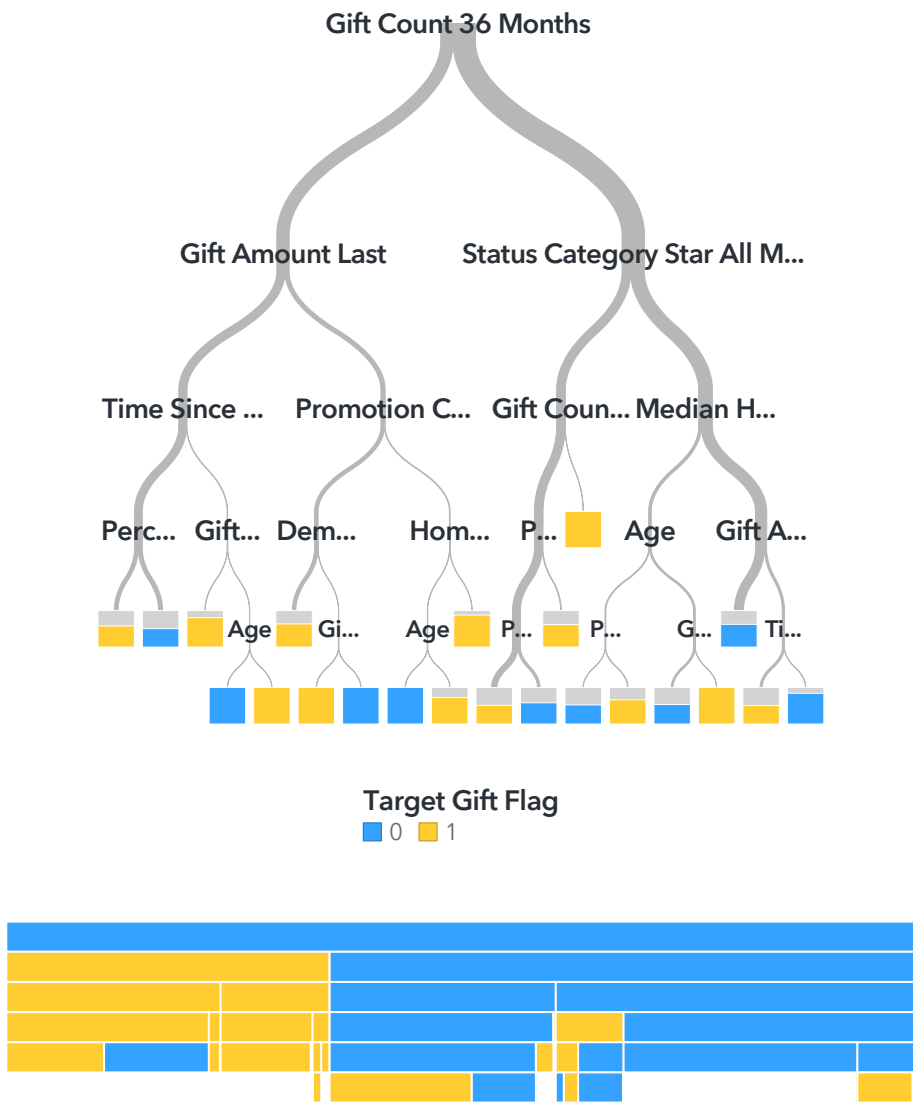 Gift Count 36 Months
Gift Amount Last Status Category Star All M...
Time Since ... Promotion C... Gift Coun... Median H...
Perc... Gift... Dem... Hom... P... Age Gift A...
Age Gi... Age P... P... G... Ti...
Target Gift Flag
0 1